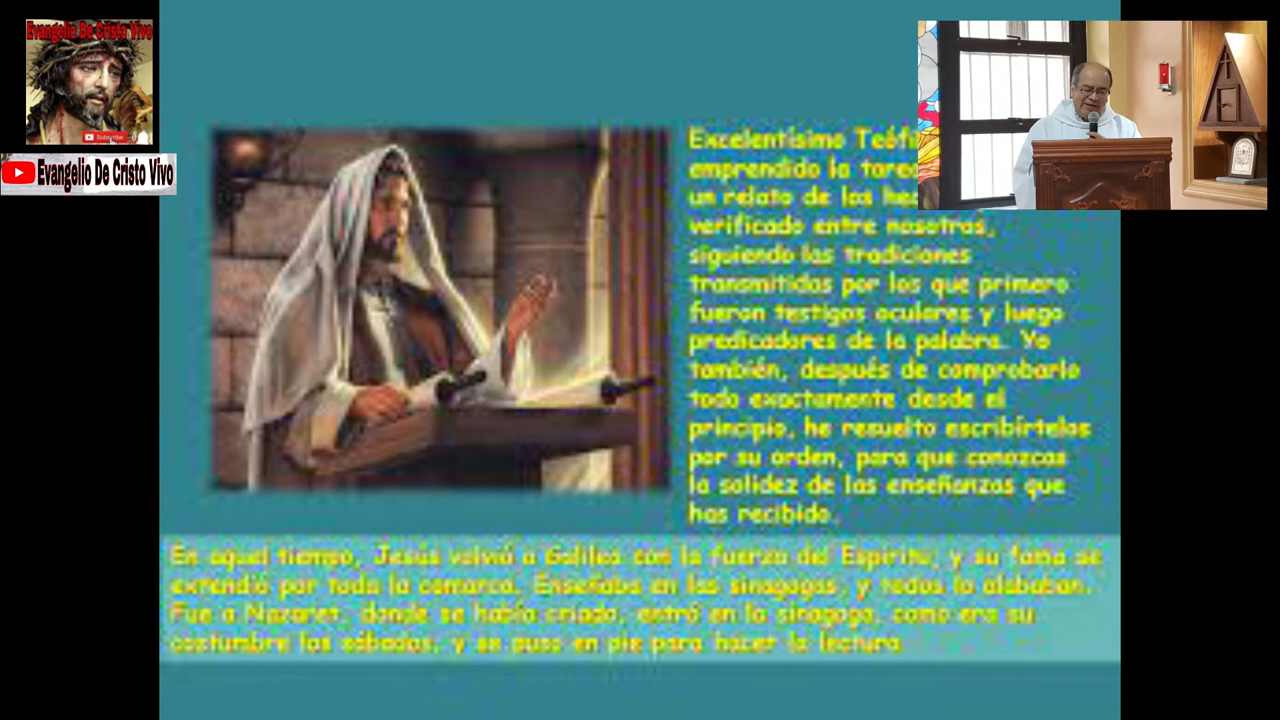 Evangelio De Cristo Vivo
Subscribe
Evangelio De Cristo Vivo
Excelentísimo
emprendido la
un relato de los
verificado entre nosotros,
siguiendo las tradiciones
transmitidas por los que primero
fueron testigos oculares y luego
predicadores de la palabra. Yo
también, después de comprobarlo
todo exactamente desde el
principio, he resuelto escribírtelos
por su orden, para que conozcas
la solidez de las enseñanzas que
has recibido.
En aquel tiempo, Jesús volvió a Galilea con la fuerza del Espíritu; y su fama se
extendió por toda la comarca. Enseñaba en las sinagogas, y todos lo alababan.
Fue a Nazaret, donde se había criado, entró en la sinagoga, como era su
costumbre los sábados, y se puso en pie para hacer la lectura